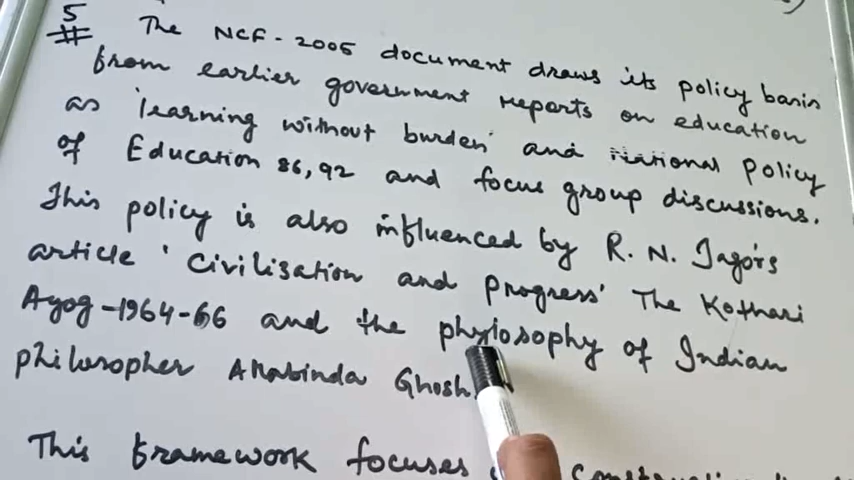 5
#
The NCF-2005 document draws its policy basis
from earlier government reports on education
as 'learning without burden' and national policy
of Education 86, 92 and focus group discussions.
This policy is also influenced by R. N. Tagors
article 'Civilisation and progress' The Kothari
Ayog-1964-66 and the phylosophy of Indian
philosopher Arabinda Ghosh.
This framework focuses